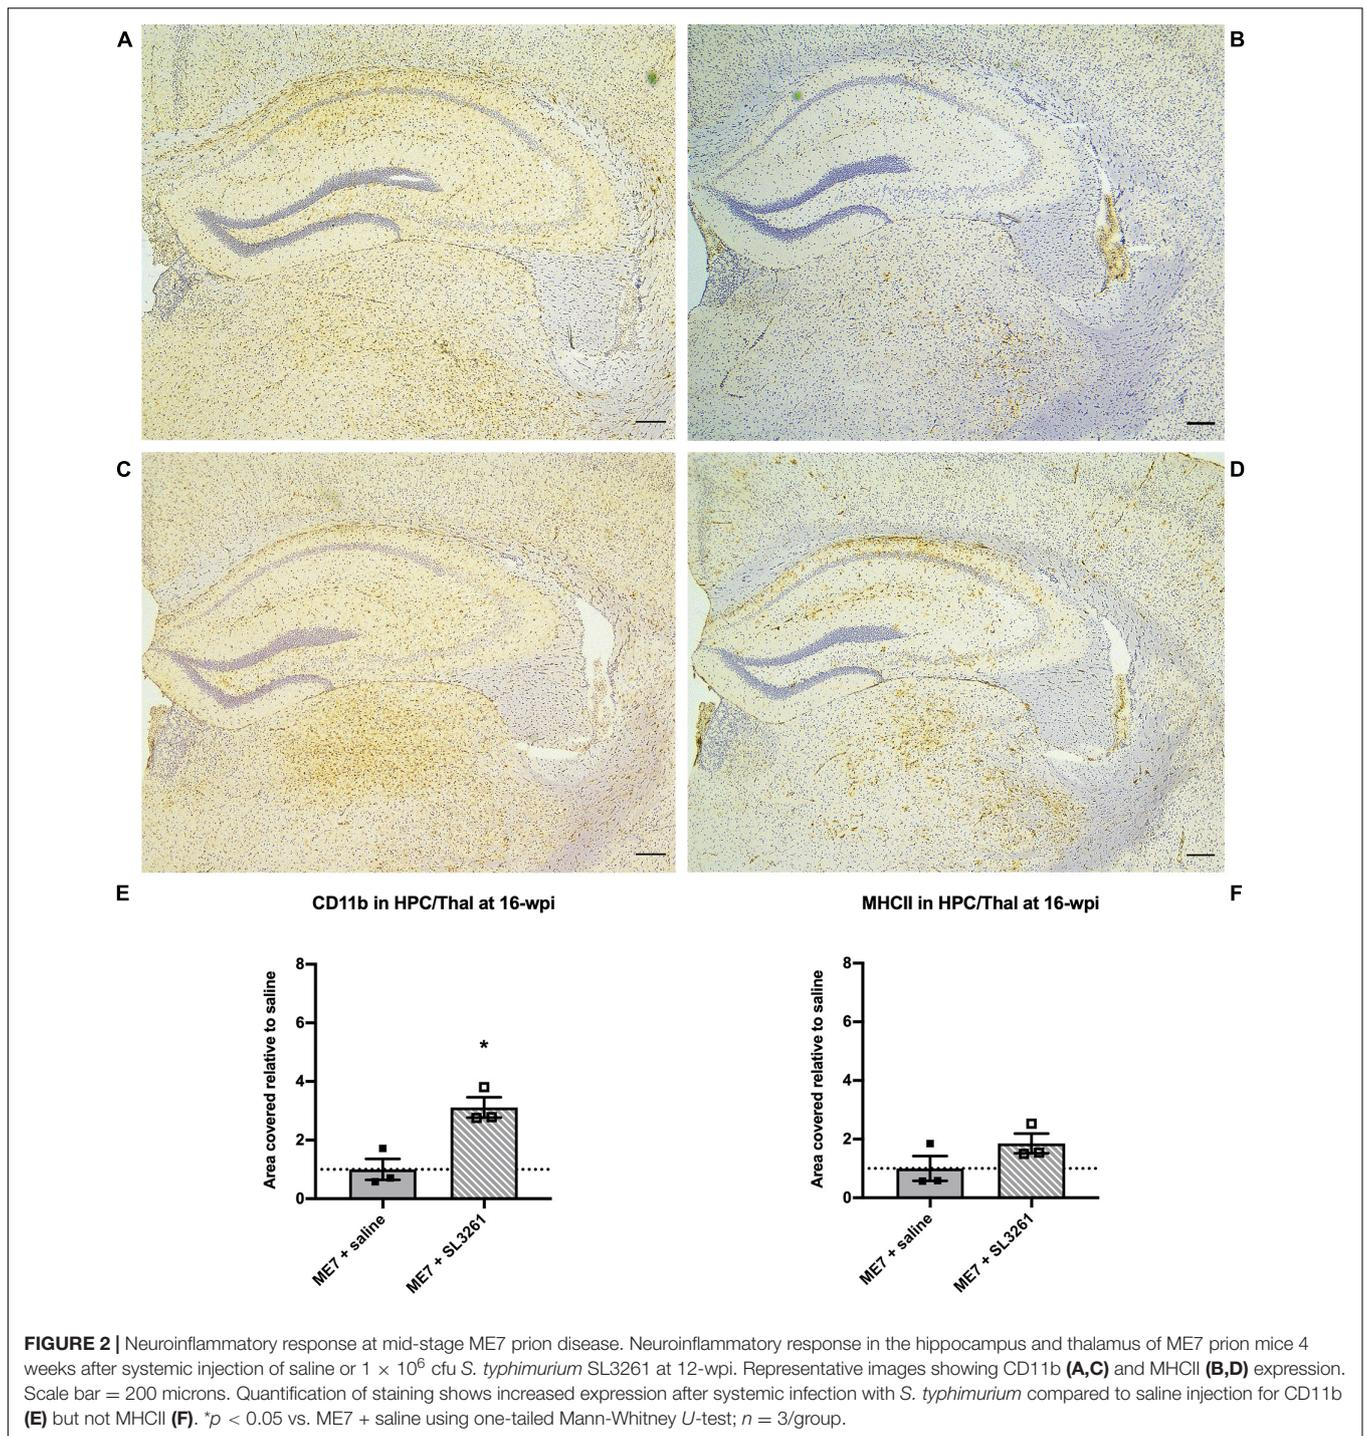 A
B
C
D
E
CD11b in HPC/Thal at 16-wpi
Area covered relative to saline
8
6
4
2
0
*
ME7 + saline
ME7 + SL3261
F
MHCII in HPC/Thal at 16-wpi
Area covered relative to saline
8
6
4
2
0
ME7 + saline
ME7 + SL3261
FIGURE 2 | Neuroinflammatory response at mid-stage ME7 prion disease. Neuroinflammatory response in the hippocampus and thalamus of ME7 prion mice 4
weeks after systemic injection of saline or 1 × 10⁶ cfu S. typhimurium SL3261 at 12-wpi. Representative images showing CD11b (A,C) and MHCII (B,D) expression.
Scale bar = 200 microns. Quantification of staining shows increased expression after systemic infection with S. typhimurium compared to saline injection for CD11b
(E) but not MHCII (F). *p < 0.05 vs. ME7 + saline using one-tailed Mann-Whitney U-test; n = 3/group.